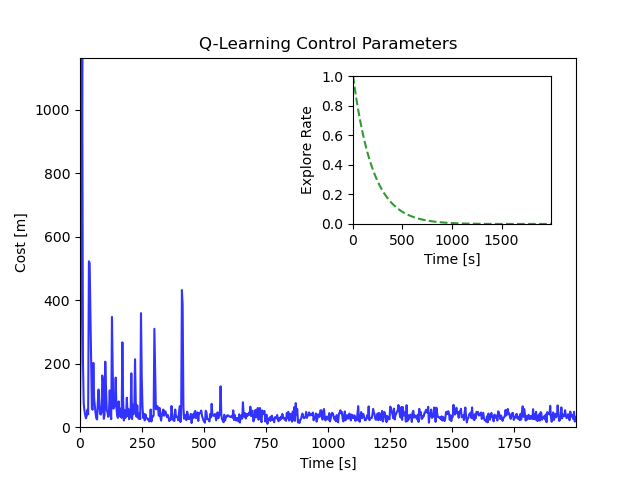 Q-Learning Control Parameters
Cost [m]
1000
800
600
400
200
0
0 250 500 750 1000 1250 1500 1750
Time [s]
Explore Rate
1.0
0.8
0.6
0.4
0.2
0.0
0 500 1000 1500
Time [s]